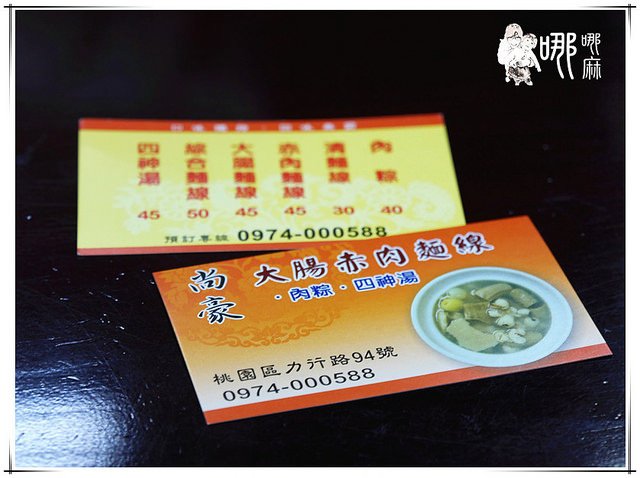 哪哪麻
四神湯 45
綜合麵線 50
大腸麵線 45
赤肉麵線 45
清麵線 30
肉粽 40
預訂專線 0974-000588
尚豪 大腸赤肉麵線
·肉粽·四神湯
桃園區力行路94號
0974-000588